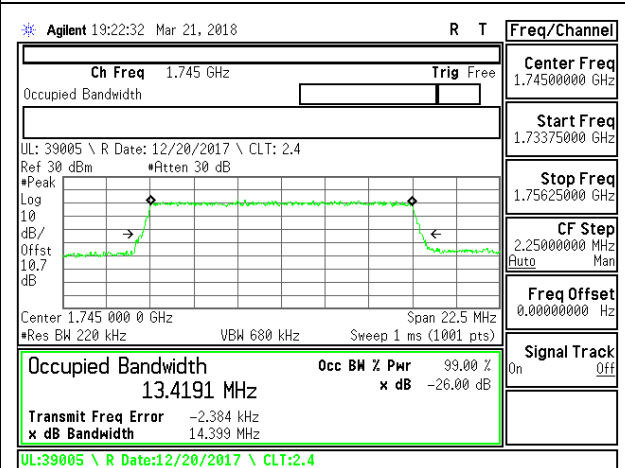 Agilent 19:22:32 Mar 21, 2018 R T
Freq/Channel
Ch Freq 1.745 GHz Trig Free
Occupied Bandwidth
Center Freq
1.74500000 GHz
Start Freq
1.73375000 GHz
Stop Freq
1.75625000 GHz
CF Step
2.25000000 MHz
Auto Man
Freq Offset
0.00000000 Hz
Signal Track
On Off
UL: 39005 \ R Date: 12/20/2017 \ CLT: 2.4
Ref 30 dBm #Atten 30 dB
#Peak
Log
10
dB/
Offst
10.7
dB
Center 1.745 000 0 GHz Span 22.5 MHz
#Res BW 220 kHz VBW 680 kHz Sweep 1 ms (1001 pts)
Occupied Bandwidth Occ BW % Pwr 99.00 %
13.4191 MHz x dB -26.00 dB
Transmit Freq Error -2.384 kHz
x dB Bandwidth 14.399 MHz
UL:39005 \ R Date:12/20/2017 \ CLT:2.4